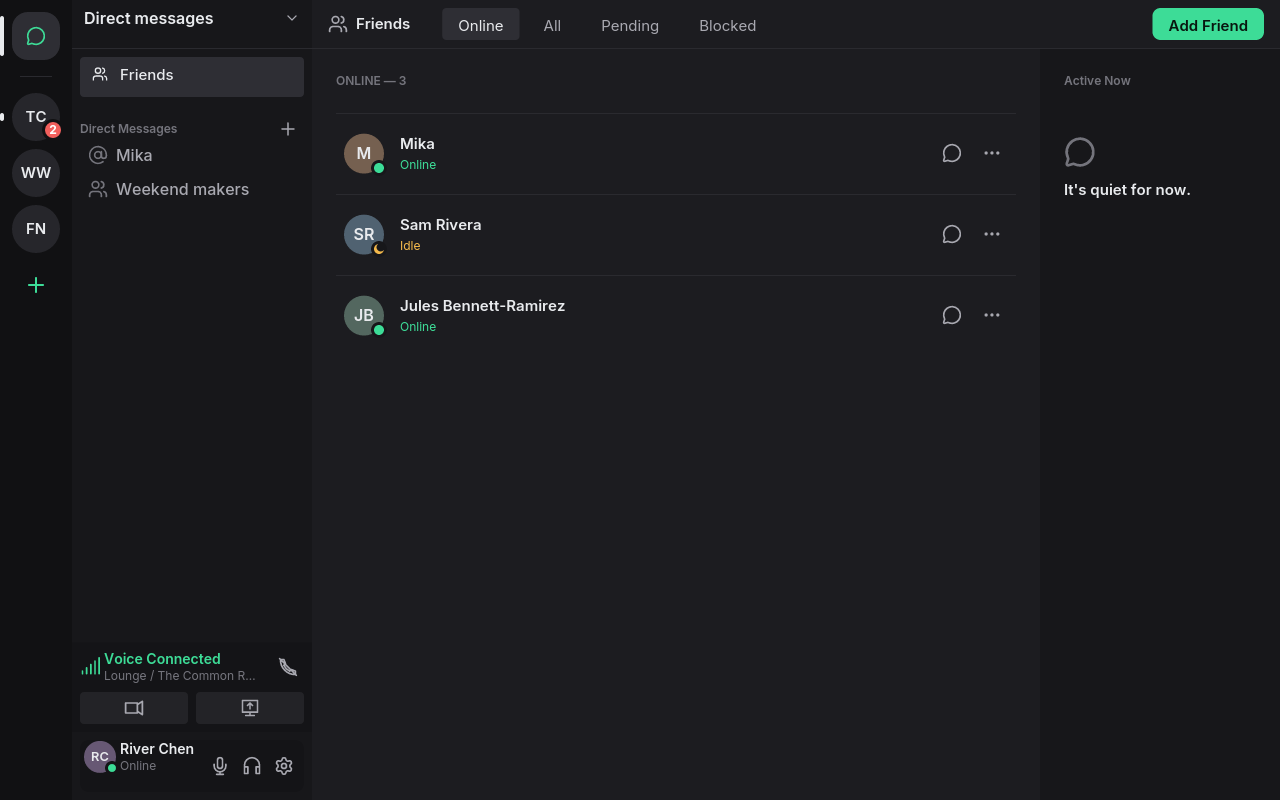 TC
2
WW
FN
Direct messages
Friends
Direct Messages
Mika
Weekend makers
Voice Connected
Lounge / The Common R...
RC
River Chen
Online
Friends
Online
All
Pending
Blocked
Add Friend
ONLINE — 3
M
Mika
Online
SR
Sam Rivera
Idle
JB
Jules Bennett-Ramirez
Online
Active Now
It's quiet for now.